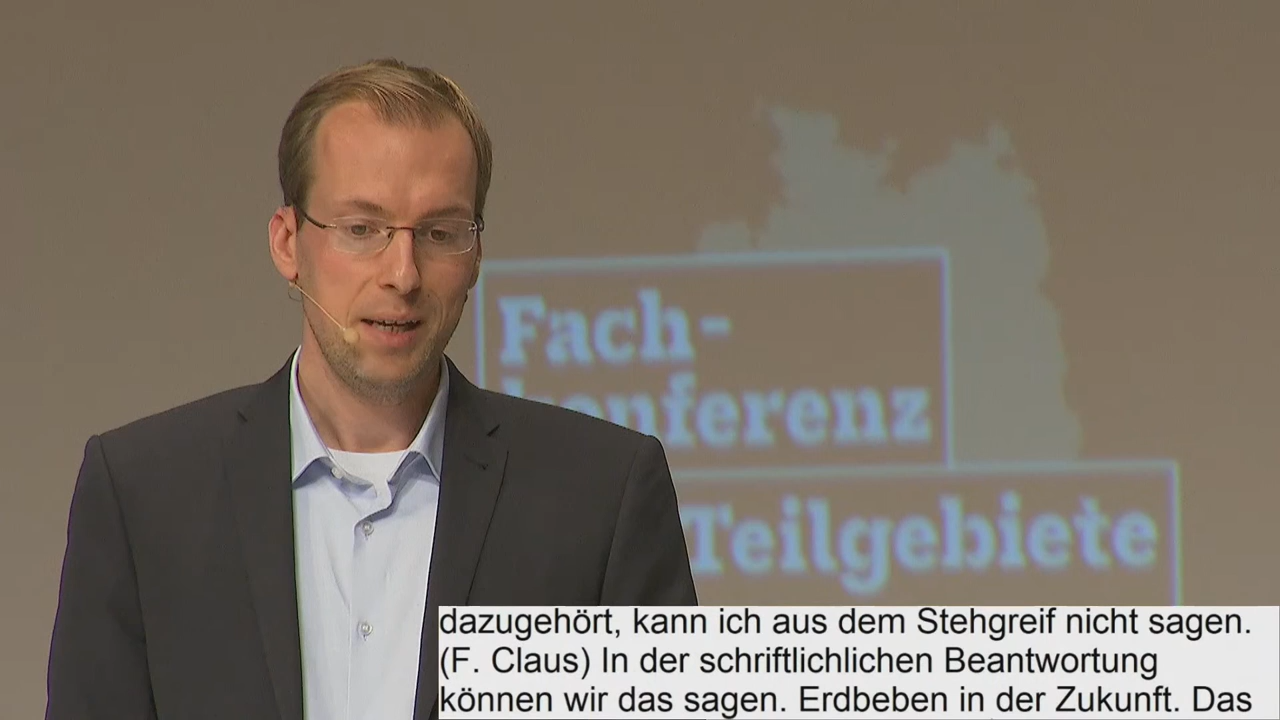 Fach-
konferenz
Teilgebiete
dazugehört, kann ich aus dem Stehgreif nicht sagen.
(F. Claus) In der schriftlichlichen Beantwortung
können wir das sagen. Erdbeben in der Zukunft. Das